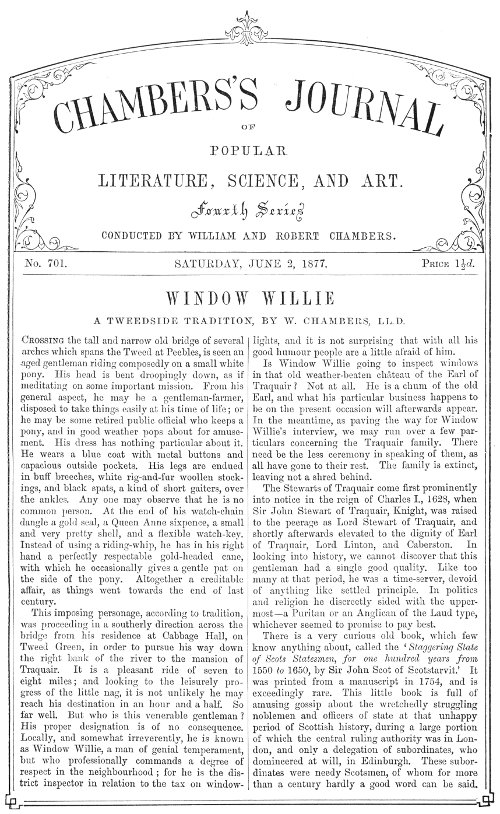 CHAMBERS'S JOURNAL
OF
POPULAR
LITERATURE, SCIENCE, AND ART.
Fourth Series
CONDUCTED BY WILLIAM AND ROBERT CHAMBERS.
No. 701.
SATURDAY, JUNE 2, 1877.
PRICE 1½d.
WINDOW WILLIE
A TWEEDSIDE TRADITION, BY W. CHAMBERS, LL.D.
CROSSING the tall and narrow old bridge of several
arches which spans the Tweed at Peebles, is seen an
aged gentleman riding composedly on a small white
pony. His head is bent droopingly down, as if
meditating on some important mission. From his
general aspect, he may be a gentleman-farmer,
disposed to take things easily at his time of life; or
he may be some retired public official who keeps a
pony, and in good weather pops about for amuse-
ment. His dress has nothing particular about it.
He wears a blue coat with metal buttons and
capacious outside pockets. His legs are endued
in buff breeches, white rig-and-fur woollen stock-
ings, and black spats, a kind of short gaiters, over
the ankles. Any one may observe that he is no
common person. At the end of his watch-chain
dangle a gold seal, a Queen Anne sixpence, a small
and very pretty shell, and a flexible watch-key.
Instead of using a riding-whip, he has in his right
hand a perfectly respectable gold-headed cane,
with which he occasionally gives a gentle pat on
the side of the pony. Altogether a creditable
affair, as things went towards the end of last
century.
This imposing personage, according to tradition,
was proceeding in a southerly direction across the
bridge from his residence at Cabbage Hall, on
Tweed Green, in order to pursue his way down
the right bank of the river to the mansion of
Traquair. It is a pleasant ride of seven to
eight miles; and looking to the leisurely pro-
gress of the little nag, it is not unlikely he may
reach his destination in an hour and a half. So
far well. But who is this venerable gentleman?
His proper designation is of no consequence.
Locally, and somewhat irreverently, he is known
as Window Willie, a man of genial temperament,
but who professionally commands a degree of
respect in the neighbourhood; for he is the dis-
trict inspector in relation to the tax on window-
lights, and it is not surprising that with all his
good humour people are a little afraid of him.
Is Window Willie going to inspect windows
in that old weather-beaten château of the Earl of
Traquair? Not at all. He is a chum of the old
Earl, and what his particular business happens to
be on the present occasion will afterwards appear.
In the meantime, as paving the way for Window
Willie's interview, we may run over a few par-
ticulars concerning the Traquair family. There
need be the less ceremony in speaking of them, as
all have gone to their rest. The family is extinct,
leaving not a shred behind.
The Stewarts of Traquair come first prominently
into notice in the reign of Charles I., 1628, when
Sir John Stewart of Traquair, Knight, was raised
to the peerage as Lord Stewart of Traquair, and
shortly afterwards elevated to the dignity of Earl
of Traquair, Lord Linton, and Caberston. In
looking into history, we cannot discover that this
gentleman had a single good quality. Like too
many at that period, he was a time-server, devoid
of anything like settled principle. In politics
and religion he discreetly sided with the upper-
most—a Puritan or an Anglican of the Laud type,
whichever seemed to promise to pay best.
There is a very curious old book, which few
know anything about, called the 'Staggering State
of Scots Statesmen, for one hundred years from
1550 to 1650, by Sir John Scot of Scotstarvit.' It
was printed from a manuscript in 1754, and is
exceedingly rare. This little book is full of
amusing gossip about the wretchedly struggling
noblemen and officers of state at that unhappy
period of Scottish history, during a large portion
of which the central ruling authority was in Lon-
don, and only a delegation of subordinates, who
domineered at will, in Edinburgh. These subor-
dinates were needy Scotsmen, of whom for more
than a century hardly a good word can be said.